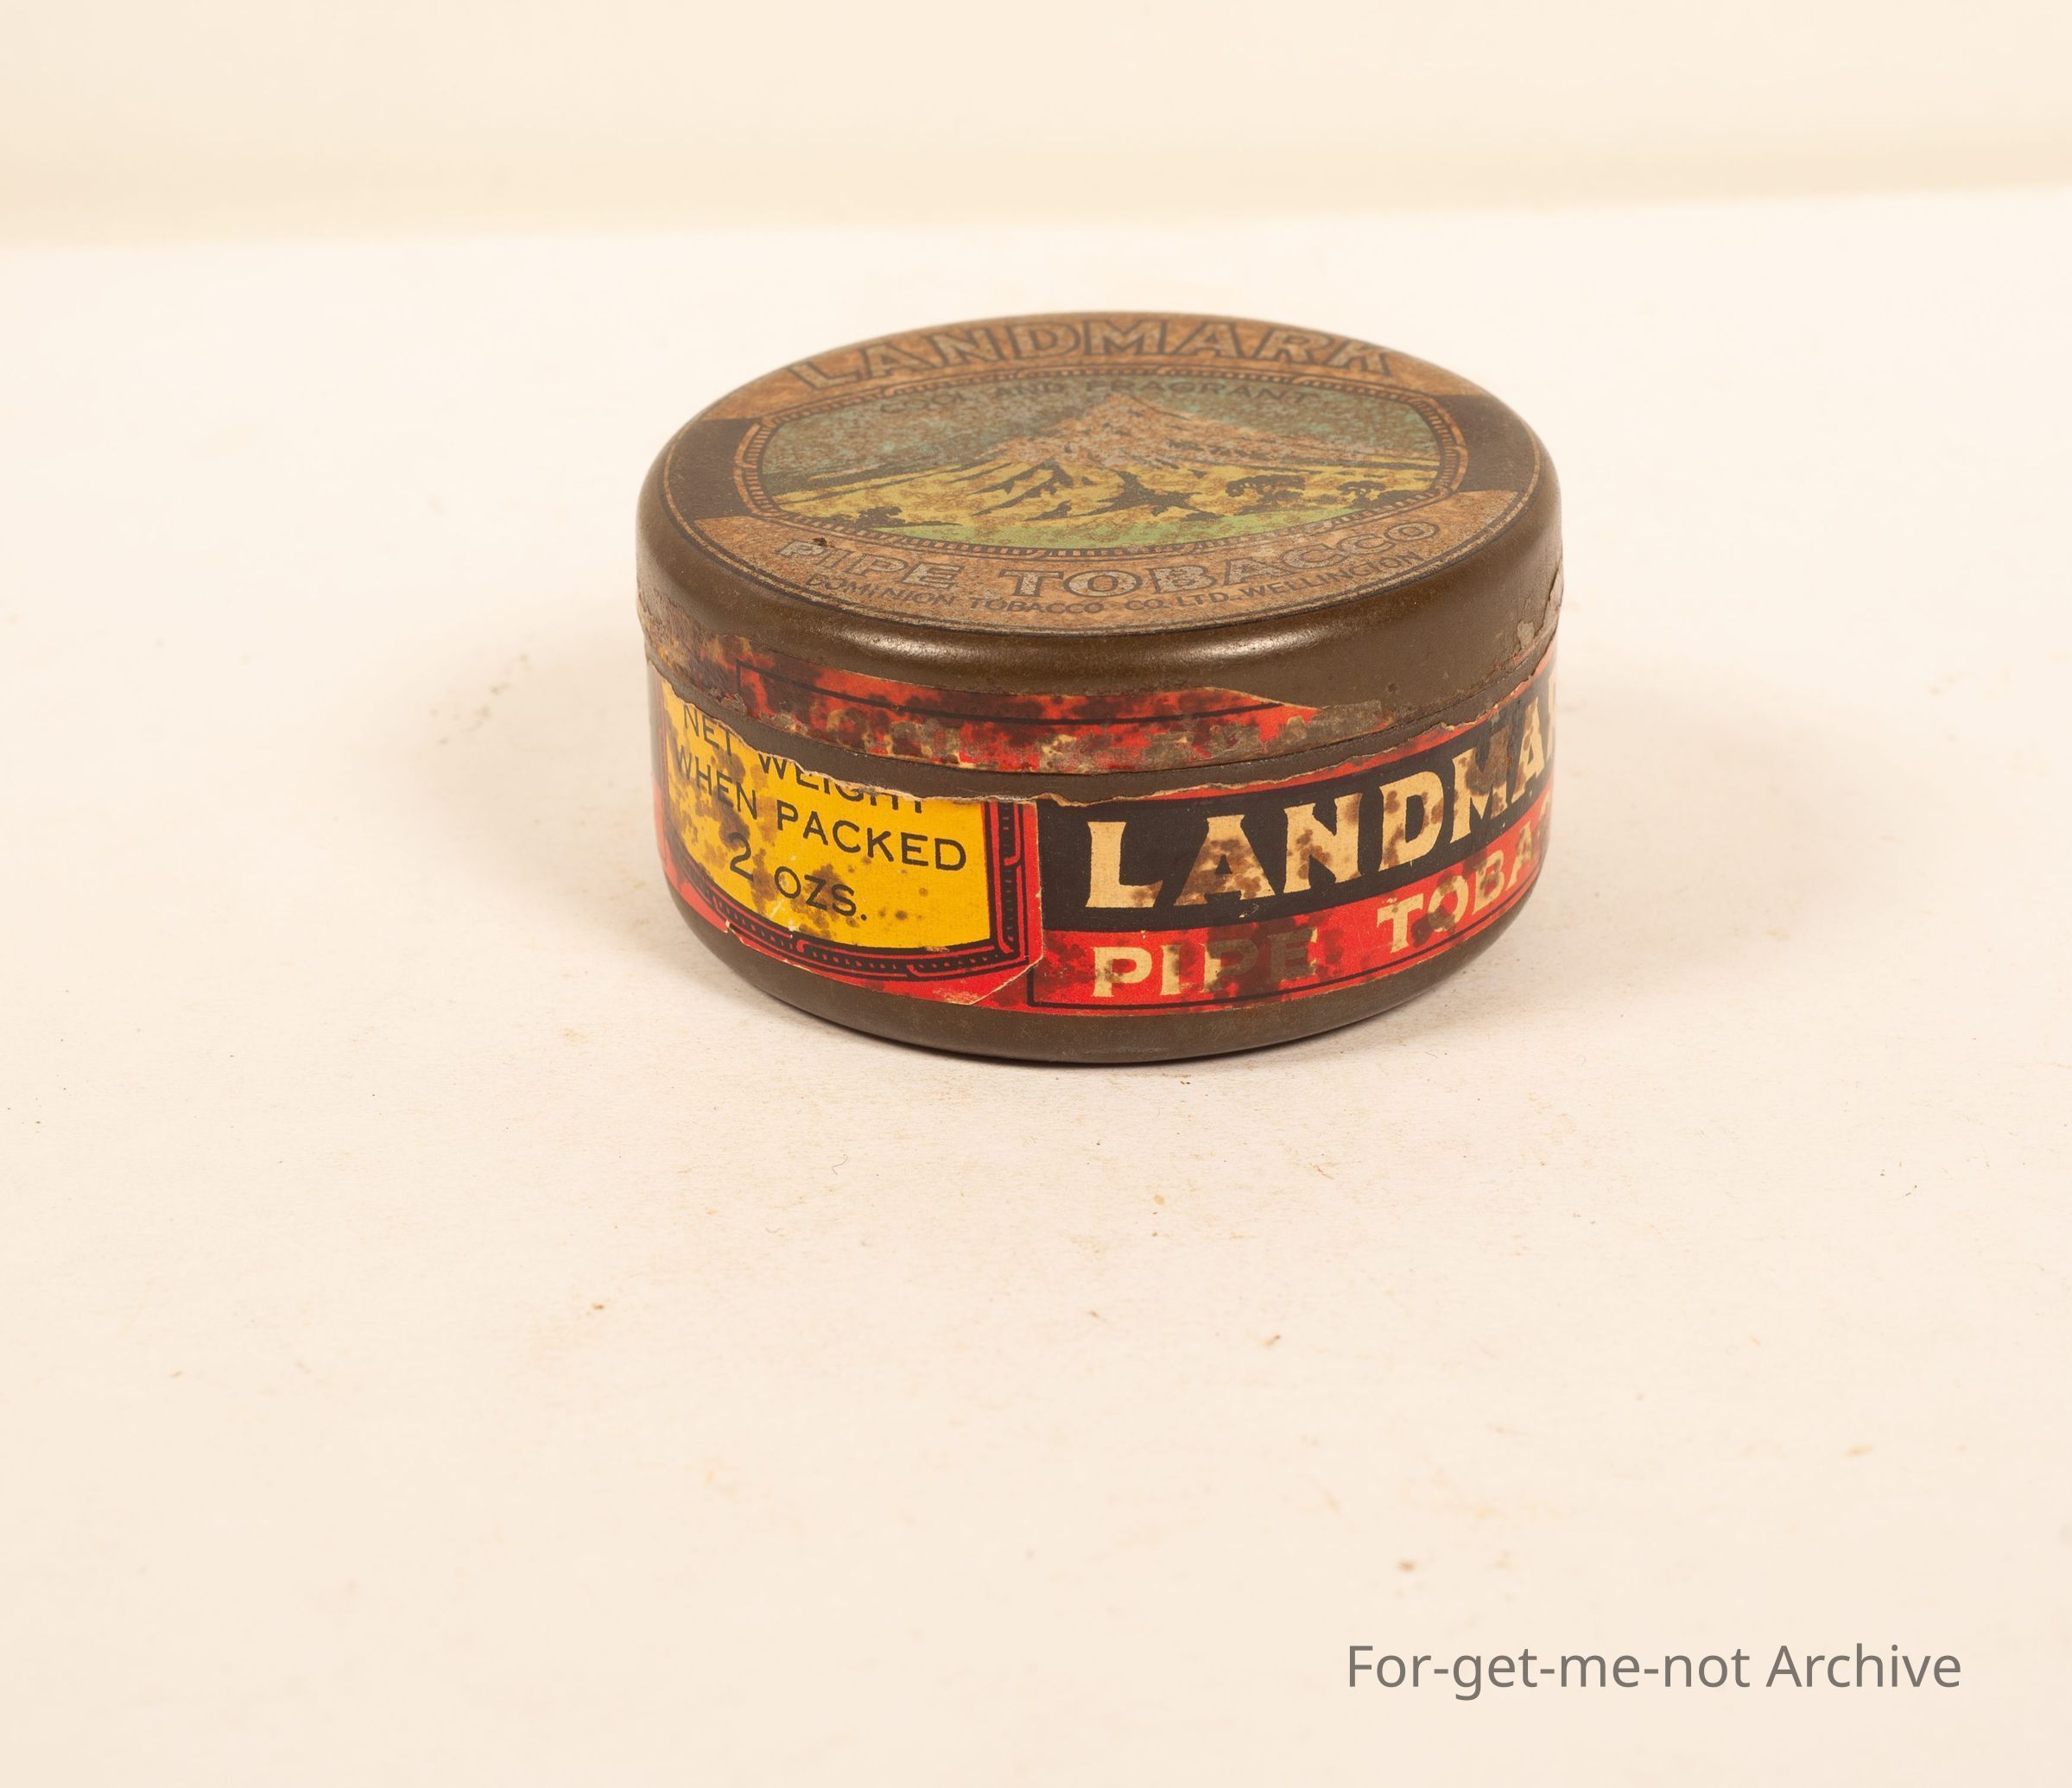 LANDMARK
COOL AND FRAGRANT
PIPE TOBACCO
DOMINION TOBACCO CO. LTD. WELLINGTON
NET WEIGHT
WHEN PACKED
2 OZS.
LANDMA
PIPE TOBA
For-get-me-not Archive